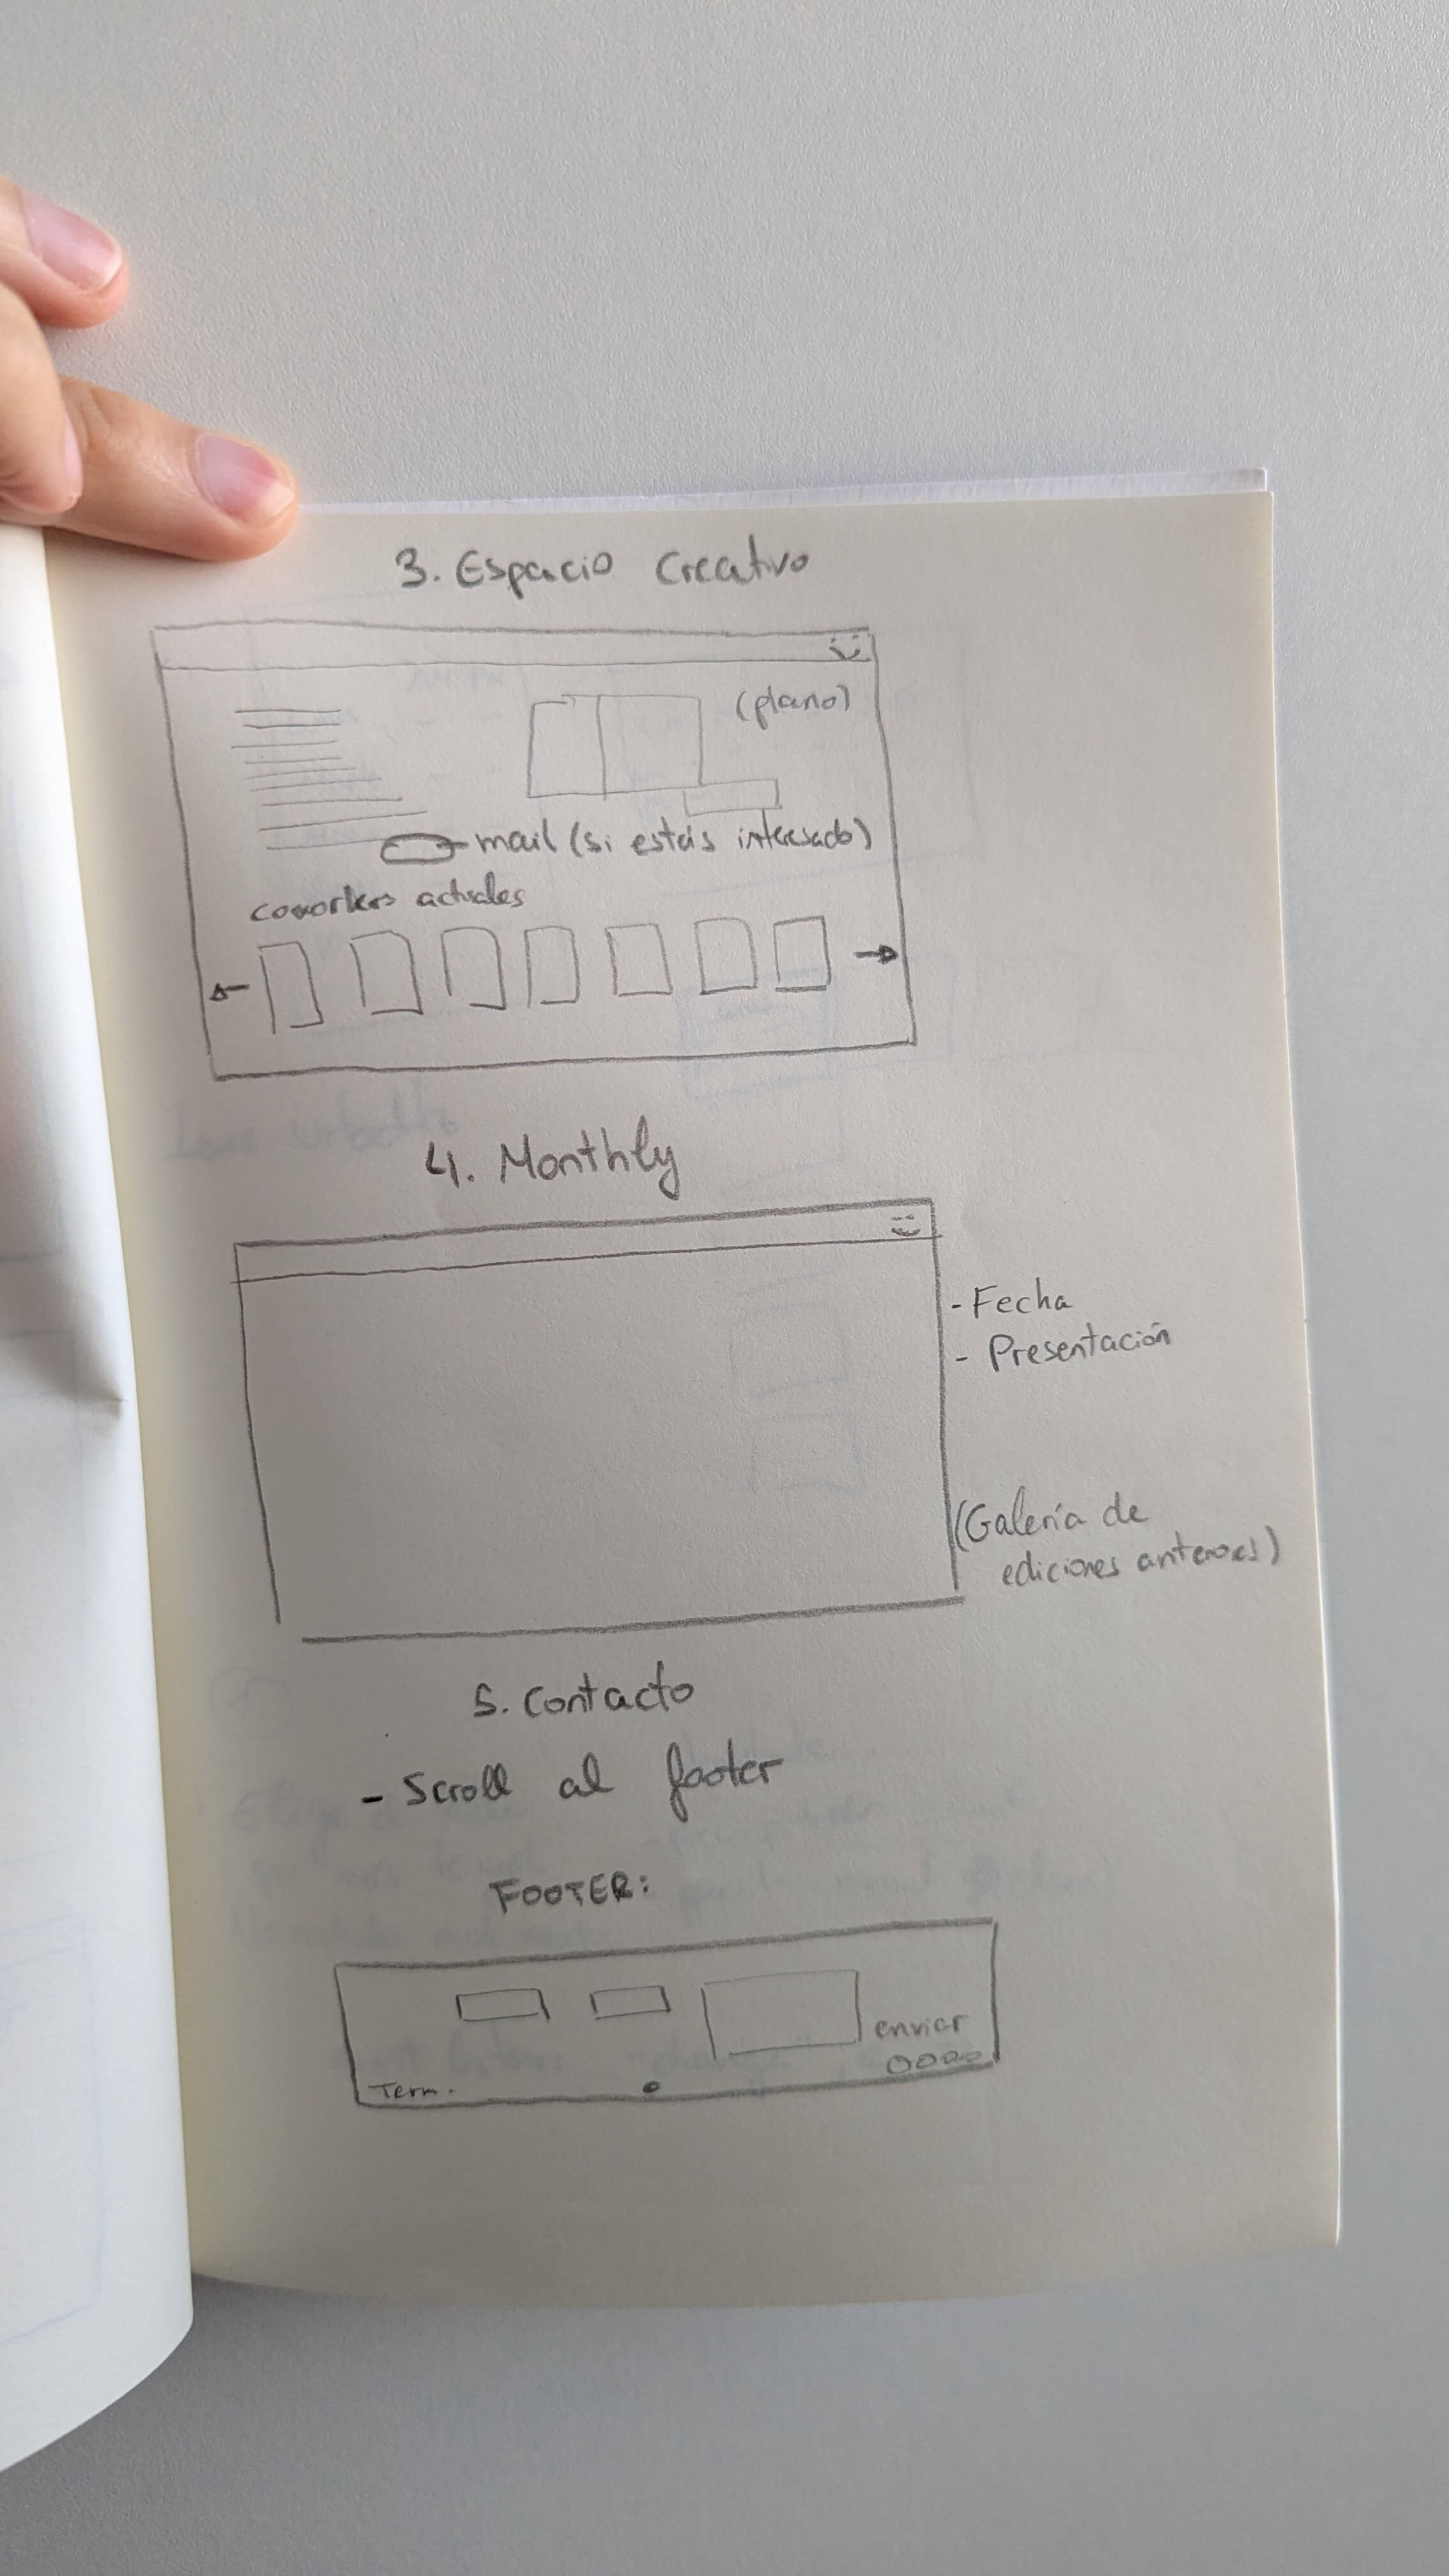 3. Espacio Creativo
(plano)
mail (si estás interesado)
coworkers actuales
4. Monthly
- Fecha
- Presentación
(Galería de
ediciones anteriores)
5. Contacto
- Scroll al footer
FOOTER:
enviar
Term.